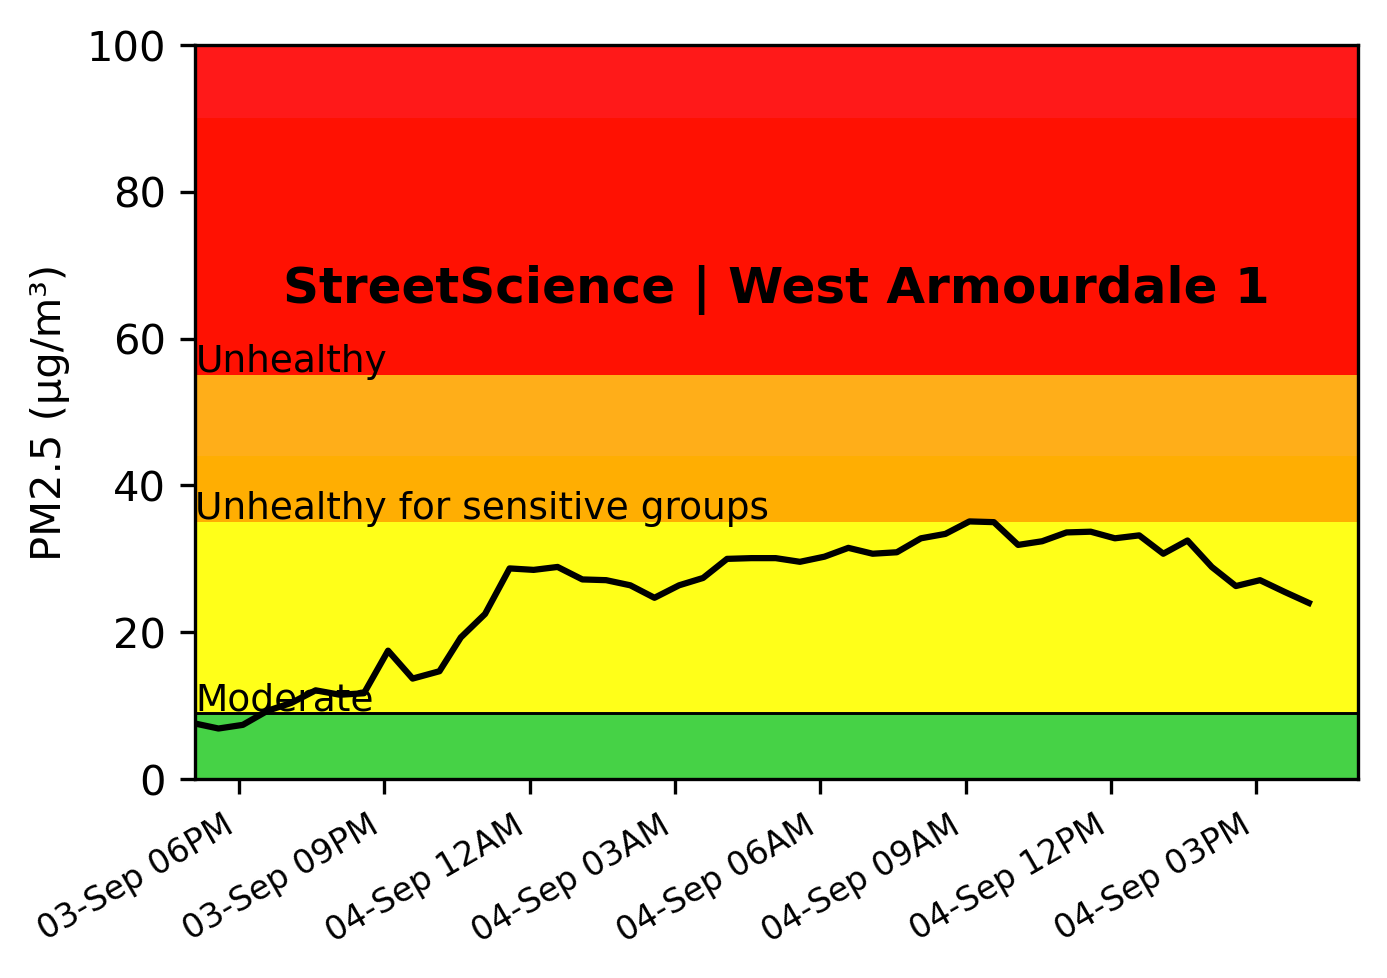 100
80
60
40
20
0
PM2.5 (µg/m³)
StreetScience | West Armourdale 1
Unhealthy
Unhealthy for sensitive groups
Moderate
03-Sep 06PM
03-Sep 09PM
04-Sep 12AM
04-Sep 03AM
04-Sep 06AM
04-Sep 09AM
04-Sep 12PM
04-Sep 03PM